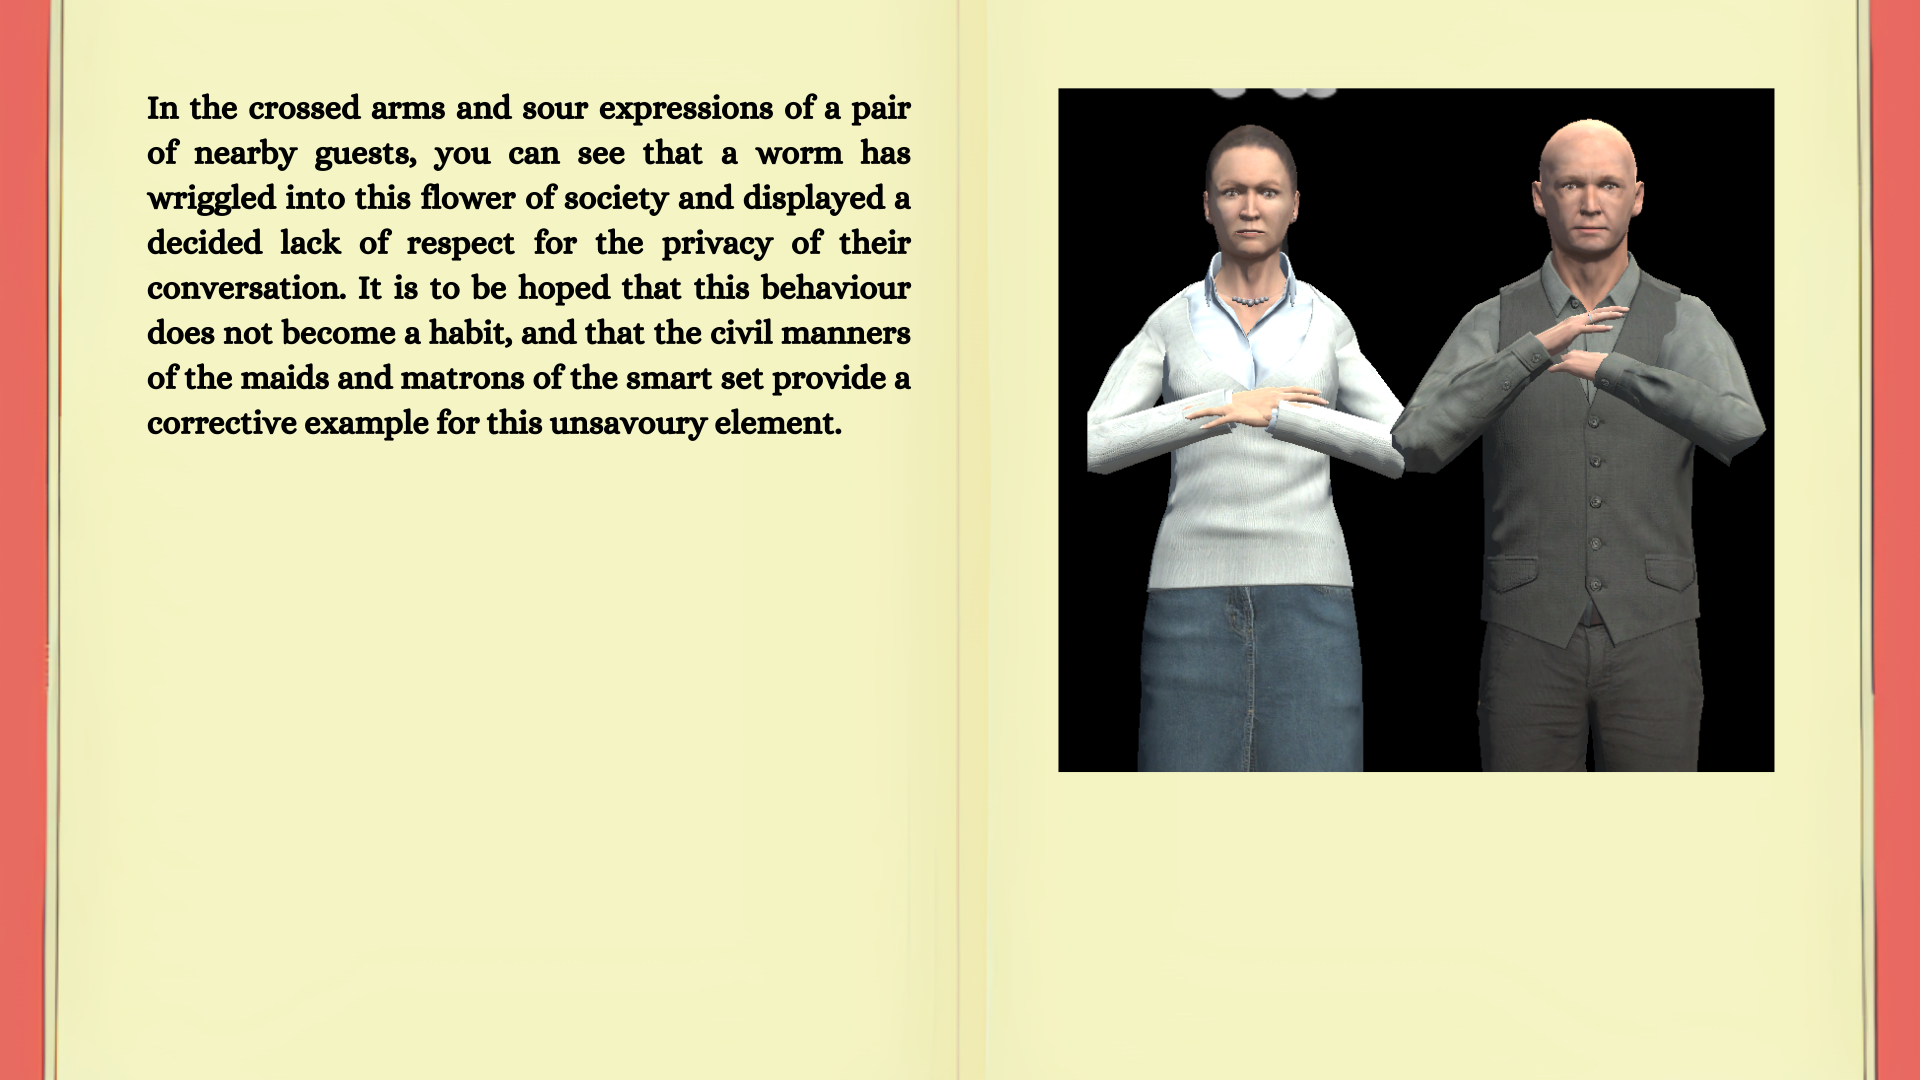 In the crossed arms and sour expressions of a pair
of nearby guests, you can see that a worm has
wriggled into this flower of society and displayed a
decided lack of respect for the privacy of their
conversation. It is to be hoped that this behaviour
does not become a habit, and that the civil manners
of the maids and matrons of the smart set provide a
corrective example for this unsavoury element.